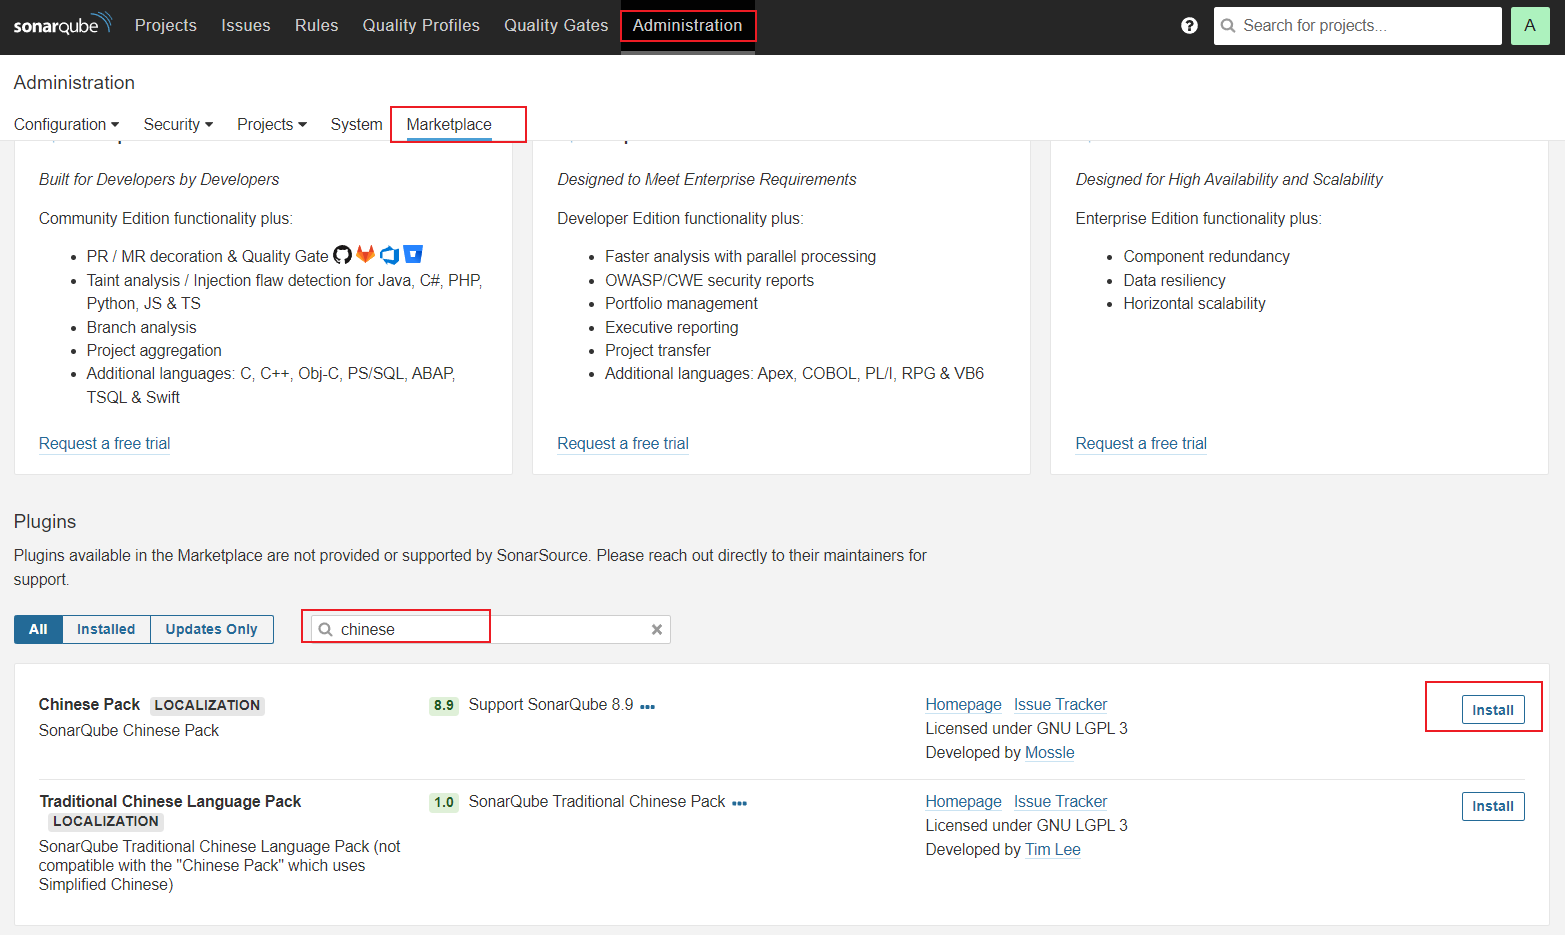 sonarqube Projects Issues Rules Quality Profiles Quality Gates Administration Search for projects... A
Administration
Configuration Security Projects System Marketplace
Built for Developers by Developers
Community Edition functionality plus:
PR / MR decoration & Quality Gate
Taint analysis / Injection flaw detection for Java, C#, PHP,
Python, JS & TS
Branch analysis
Project aggregation
Additional languages: C, C++, Obj-C, PS/SQL, ABAP,
TSQL & Swift
Request a free trial
Designed to Meet Enterprise Requirements
Developer Edition functionality plus:
Faster analysis with parallel processing
OWASP/CWE security reports
Portfolio management
Executive reporting
Project transfer
Additional languages: Apex, COBOL, PL/I, RPG & VB6
Request a free trial
Designed for High Availability and Scalability
Enterprise Edition functionality plus:
Component redundancy
Data resiliency
Horizontal scalability
Request a free trial
Plugins
Plugins available in the Marketplace are not provided or supported by SonarSource. Please reach out directly to their maintainers for
support.
All Installed Updates Only chinese
Chinese Pack LOCALIZATION
SonarQube Chinese Pack
8.9 Support SonarQube 8.9 •••
Homepage Issue Tracker
Licensed under GNU LGPL 3
Developed by Mossle
Install
Traditional Chinese Language Pack
LOCALIZATION
SonarQube Traditional Chinese Language Pack (not
compatible with the "Chinese Pack" which uses
Simplified Chinese)
1.0 SonarQube Traditional Chinese Pack •••
Homepage Issue Tracker
Licensed under GNU LGPL 3
Developed by Tim Lee
Install